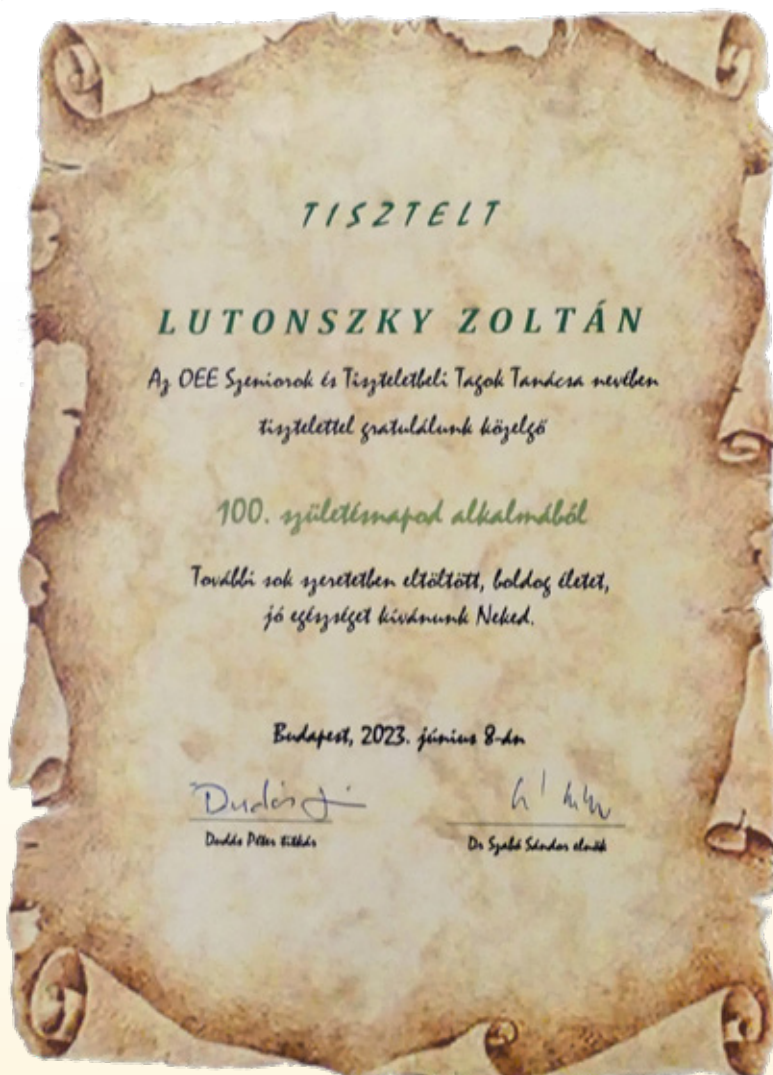 TISZTELT
LUTONSZKY ZOLTÁN
Az OEE Szeniorok és Tiszteletbeli Tagok Tanácsa nevében
tisztelettel gratulálunk közelgő
100. születésnapod alkalmából
További sok szeretetben eltöltött, boldog életet,
jó egészséget kívánunk Neked.
Budapest, 2023. június 8-án
Dudás
Dudás Péter titkár
Dr Szabó Sándor elnök